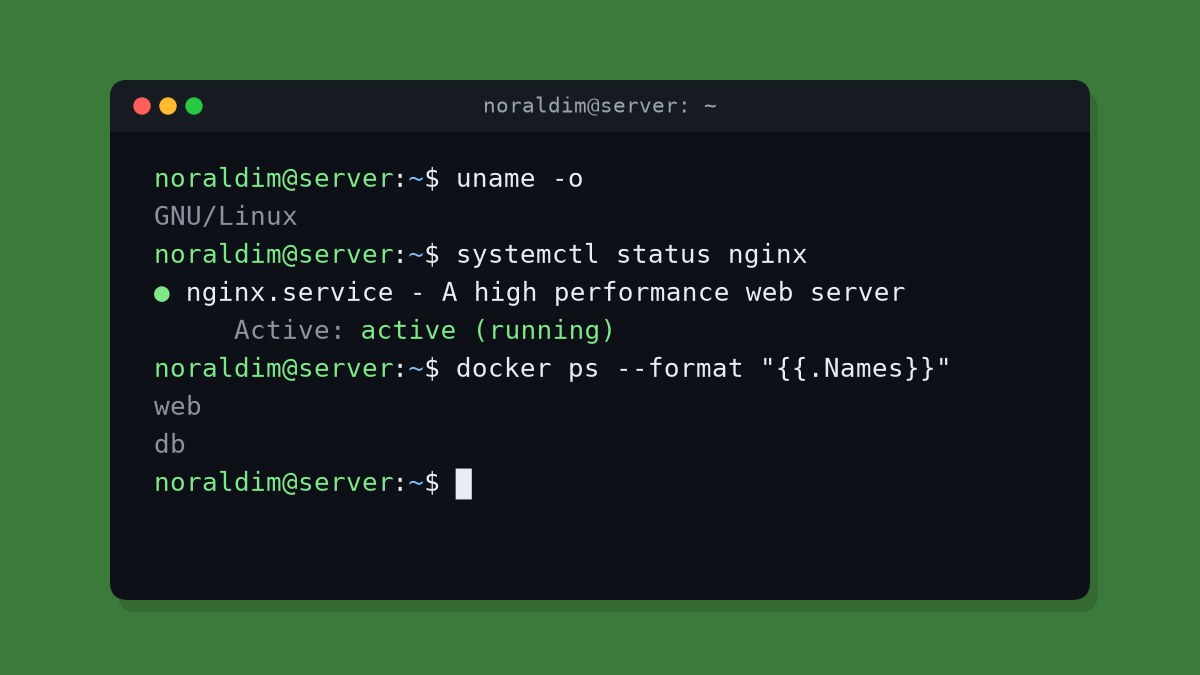 noraldim@server: ~
noraldim@server:~$ uname -o
GNU/Linux
noraldim@server:~$ systemctl status nginx
● nginx.service - A high performance web server
     Active: active (running)
noraldim@server:~$ docker ps --format "{{.Names}}"
web
db
noraldim@server:~$